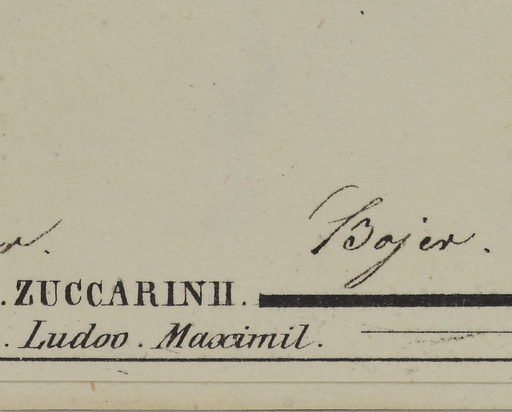 Bojer.
. ZUCCARINII.
. Ludov. Maximil.